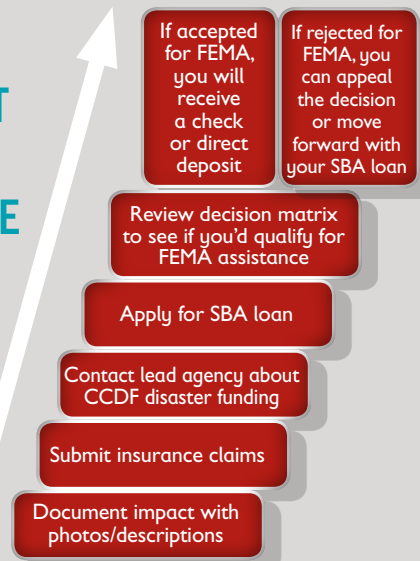 T
E
If accepted
for FEMA,
you will
receive
a check
or direct
deposit
If rejected for
FEMA, you
can appeal
the decision
or move
forward with
your SBA loan
Review decision matrix
to see if you'd qualify for
FEMA assistance
Apply for SBA loan
Contact lead agency about
CCDF disaster funding
Submit insurance claims
Document impact with
photos/descriptions